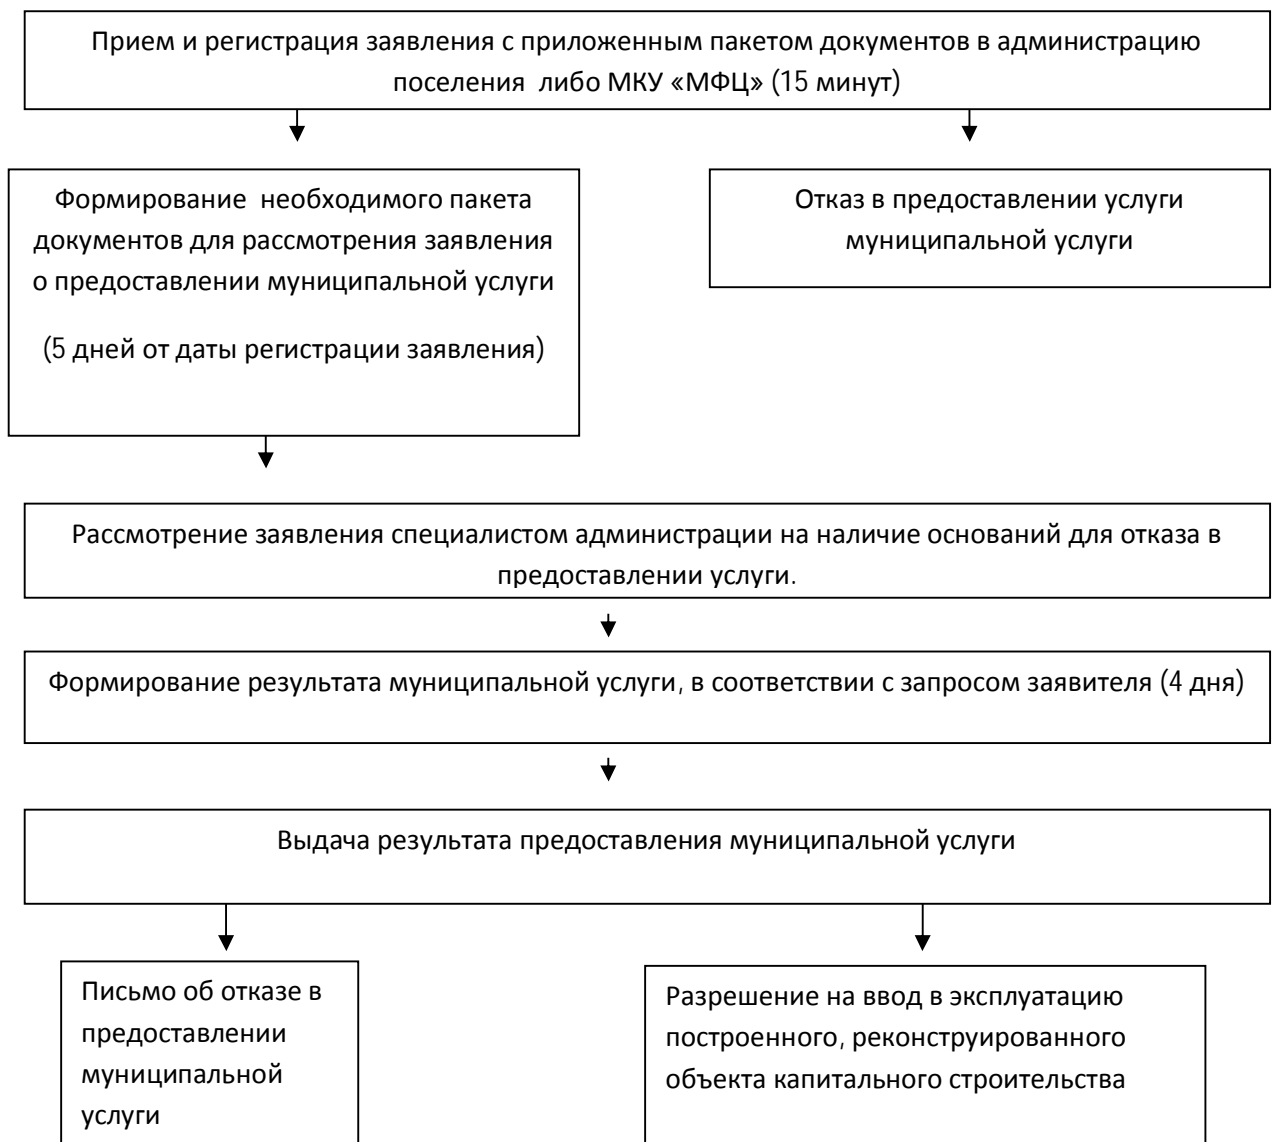 Прием и регистрация заявления с приложенным пакетом документов в администрацию
поселения либо МКУ «МФЦ» (15 минут)
Формирование необходимого пакета
документов для рассмотрения заявления
о предоставлении муниципальной услуги
(5 дней от даты регистрации заявления)
Отказ в предоставлении услуги
муниципальной услуги
Рассмотрение заявления специалистом администрации на наличие оснований для отказа в
предоставлении услуги.
Формирование результата муниципальной услуги, в соответствии с запросом заявителя (4 дня)
Выдача результата предоставления муниципальной услуги
Письмо об отказе в
предоставлении
муниципальной
услуги
Разрешение на ввод в эксплуатацию
построенного, реконструированного
объекта капитального строительства